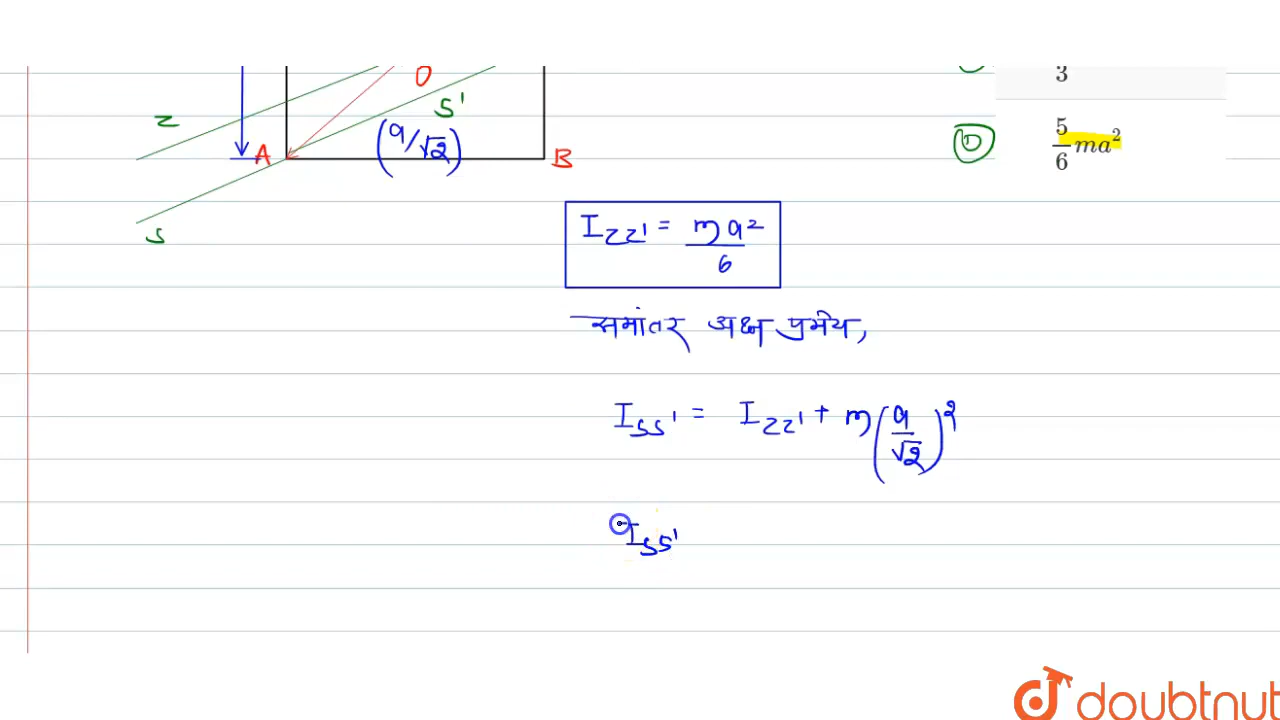 O
3
S'
Z
(a/√2)
A
B
D
5/6 ma²
S
I_ZZ' = ma²/6
समांतर अक्ष प्रमेय,
I_SS' = I_ZZ' + m(a/√2)²
I_SS'
doubtnut